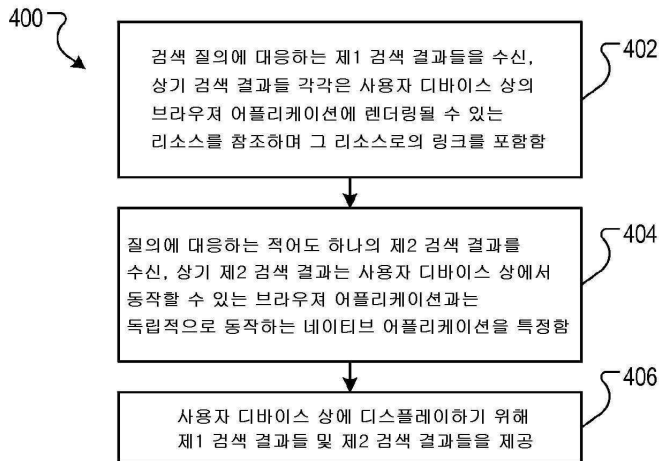 400
검색 질의에 대응하는 제1 검색 결과들을 수신,
상기 검색 결과들 각각은 사용자 디바이스 상의
브라우져 어플리케이션에 렌더링될 수 있는
리소스를 참조하며 그 리소스로의 링크를 포함함
402
질의에 대응하는 적어도 하나의 제2 검색 결과를
수신, 상기 제2 검색 결과는 사용자 디바이스 상에서
동작할 수 있는 브라우져 어플리케이션과는
독립적으로 동작하는 네이티브 어플리케이션을 특정함
404
사용자 디바이스 상에 디스플레이하기 위해
제1 검색 결과들 및 제2 검색 결과들을 제공
406